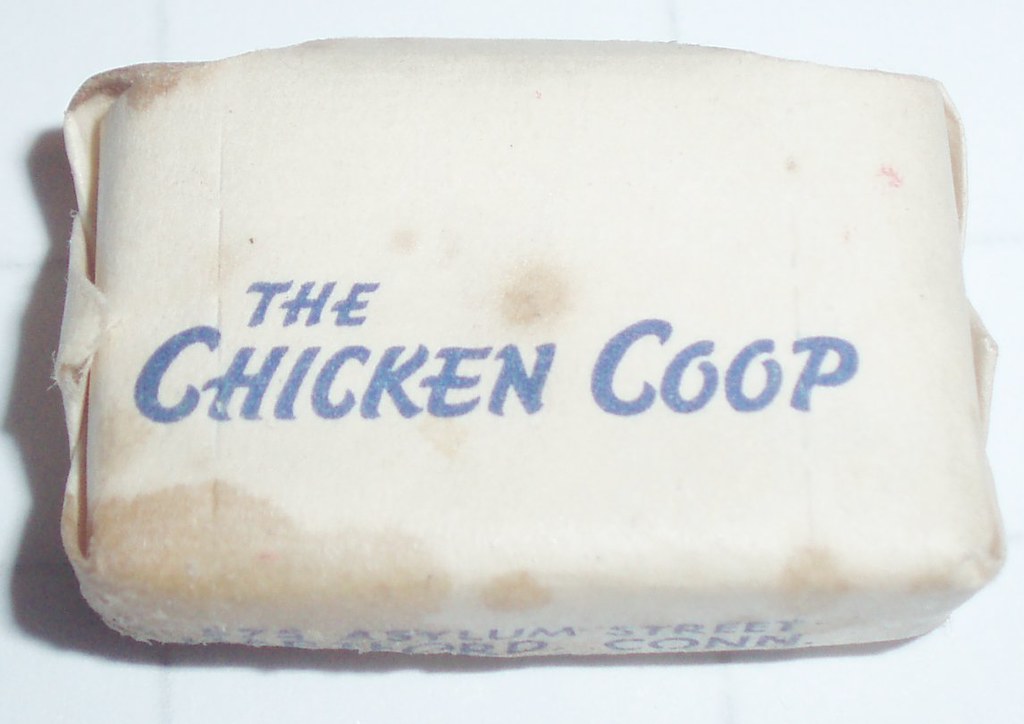 THE
CHICKEN COOP
ASYLUM STREET
CONN.